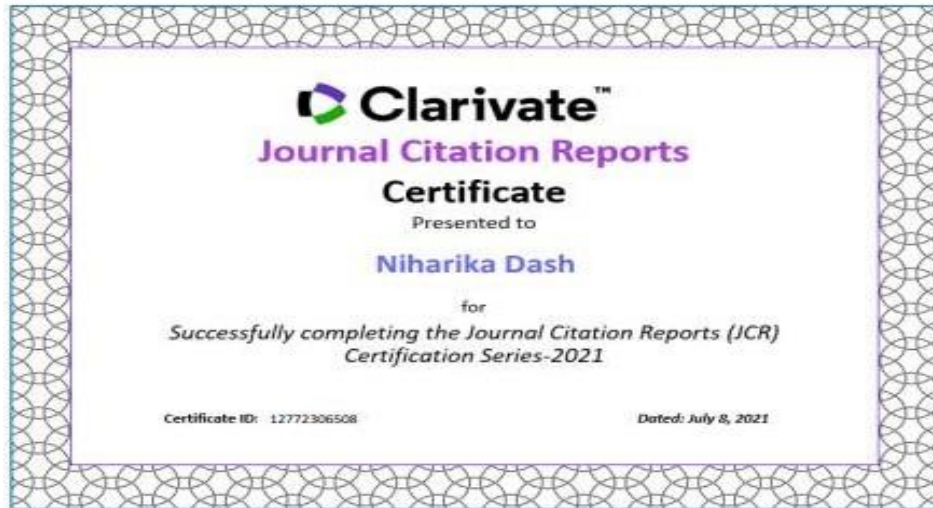 Clarivate™
Journal Citation Reports
Certificate
Presented to
Niharika Dash
for
Successfully completing the Journal Citation Reports (JCR)
Certification Series-2021
Certificate ID: 12772306508
Dated: July 8, 2021